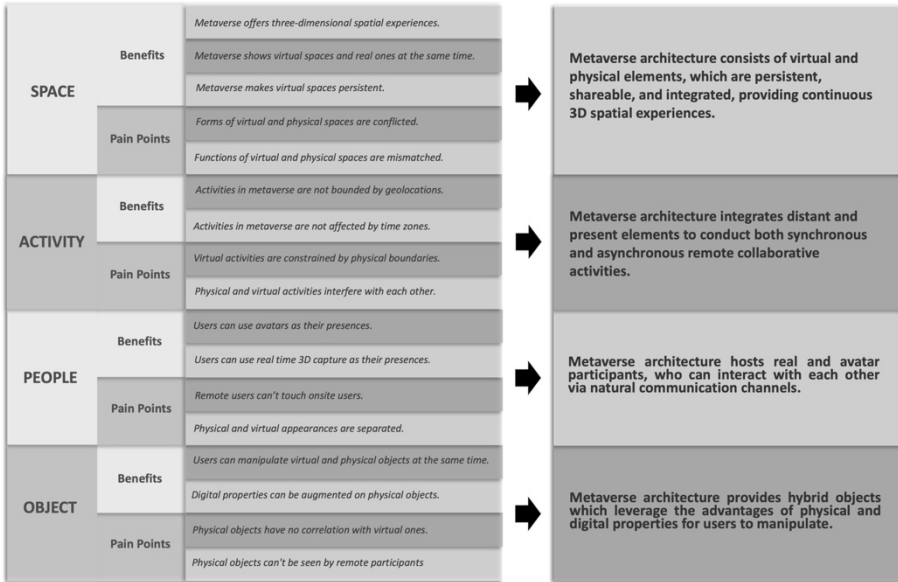 SPACE
Benefits
Metaverse offers three-dimensional spatial experiences.
Metaverse shows virtual spaces and real ones at the same time.
Metaverse makes virtual spaces persistent.
Pain Points
Forms of virtual and physical spaces are conflicted.
Functions of virtual and physical spaces are mismatched.
Metaverse architecture consists of virtual and
physical elements, which are persistent,
shareable, and integrated, providing continuous
3D spatial experiences.
ACTIVITY
Benefits
Activities in metaverse are not bounded by geolocations.
Activities in metaverse are not affected by time zones.
Pain Points
Virtual activities are constrained by physical boundaries.
Physical and virtual activities interfere with each other.
Metaverse architecture integrates distant and
present elements to conduct both synchronous
and asynchronous remote collaborative
activities.
PEOPLE
Benefits
Users can use avatars as their presences.
Users can use real time 3D capture as their presences.
Pain Points
Remote users can't touch onsite users.
Physical and virtual appearances are separated.
Metaverse architecture hosts real and avatar
participants, who can interact with each other
via natural communication channels.
OBJECT
Benefits
Users can manipulate virtual and physical objects at the same time.
Digital properties can be augmented on physical objects.
Pain Points
Physical objects have no correlation with virtual ones.
Physical objects can't be seen by remote participants
Metaverse architecture provides hybrid objects
which leverage the advantages of physical and
digital properties for users to manipulate.